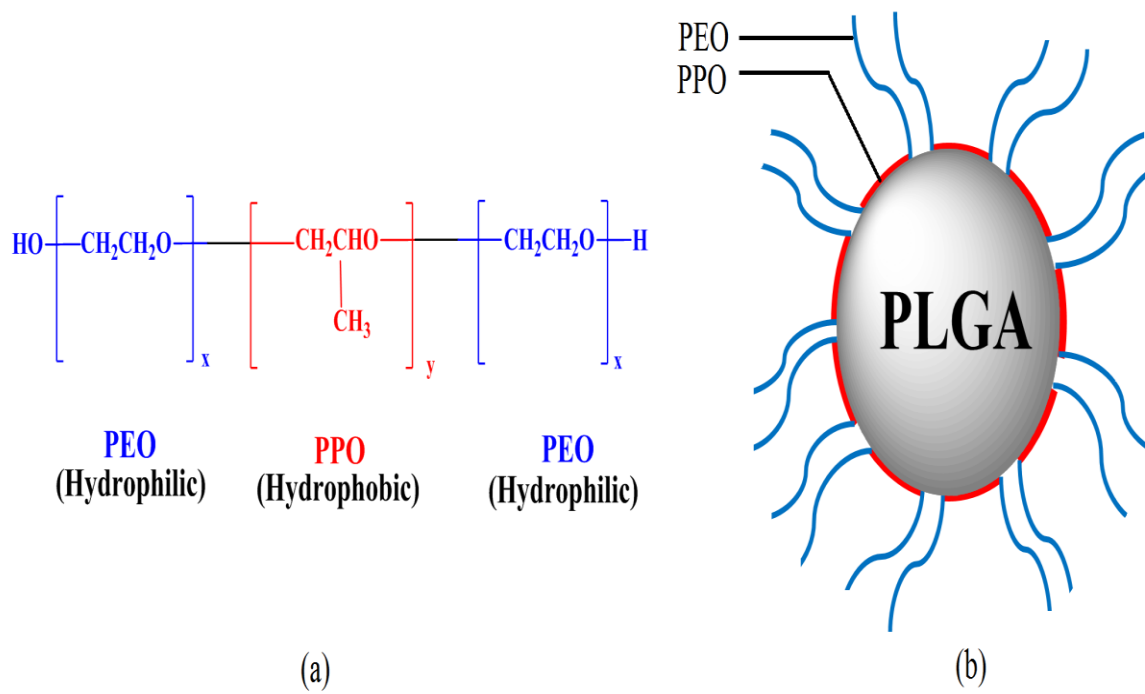 HO—[CH₂CH₂O]x—[CH₂CHO]y—[CH₂CH₂O]x—H
CH₃
PEO PPO PEO
(Hydrophilic) (Hydrophobic) (Hydrophilic)
(a)
PEO
PPO
PLGA
(b)